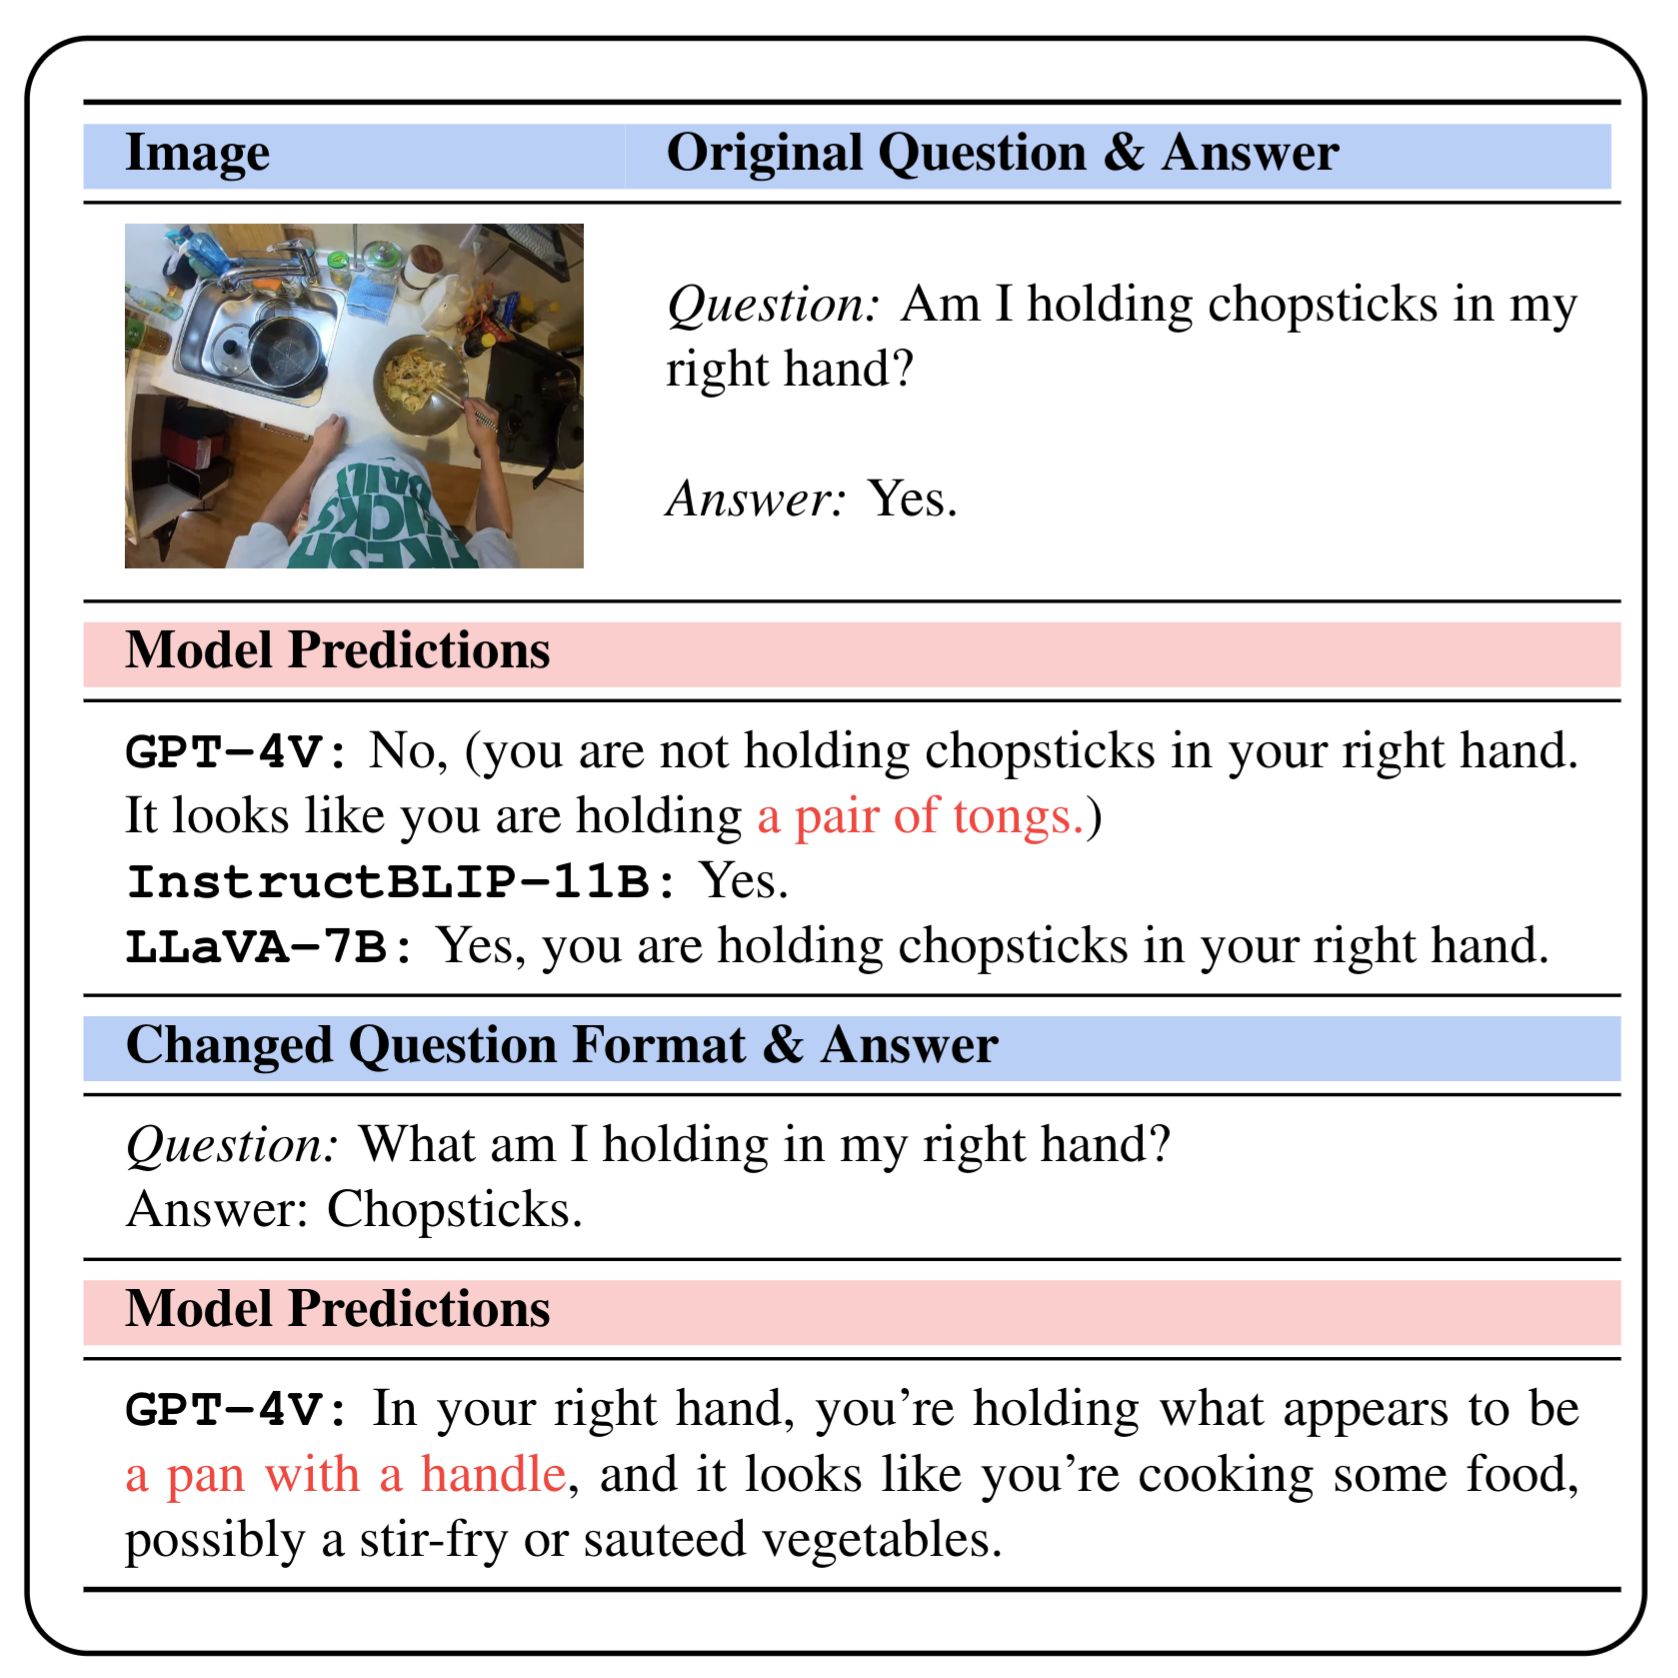 Image
Original Question & Answer
Question: Am I holding chopsticks in my
right hand?
Answer: Yes.
Model Predictions
GPT-4V: No, (you are not holding chopsticks in your right hand.
It looks like you are holding a pair of tongs.)
InstructBLIP-11B: Yes.
LLaVA-7B: Yes, you are holding chopsticks in your right hand.
Changed Question Format & Answer
Question: What am I holding in my right hand?
Answer: Chopsticks.
Model Predictions
GPT-4V: In your right hand, you’re holding what appears to be
a pan with a handle, and it looks like you’re cooking some food,
possibly a stir-fry or sauteed vegetables.